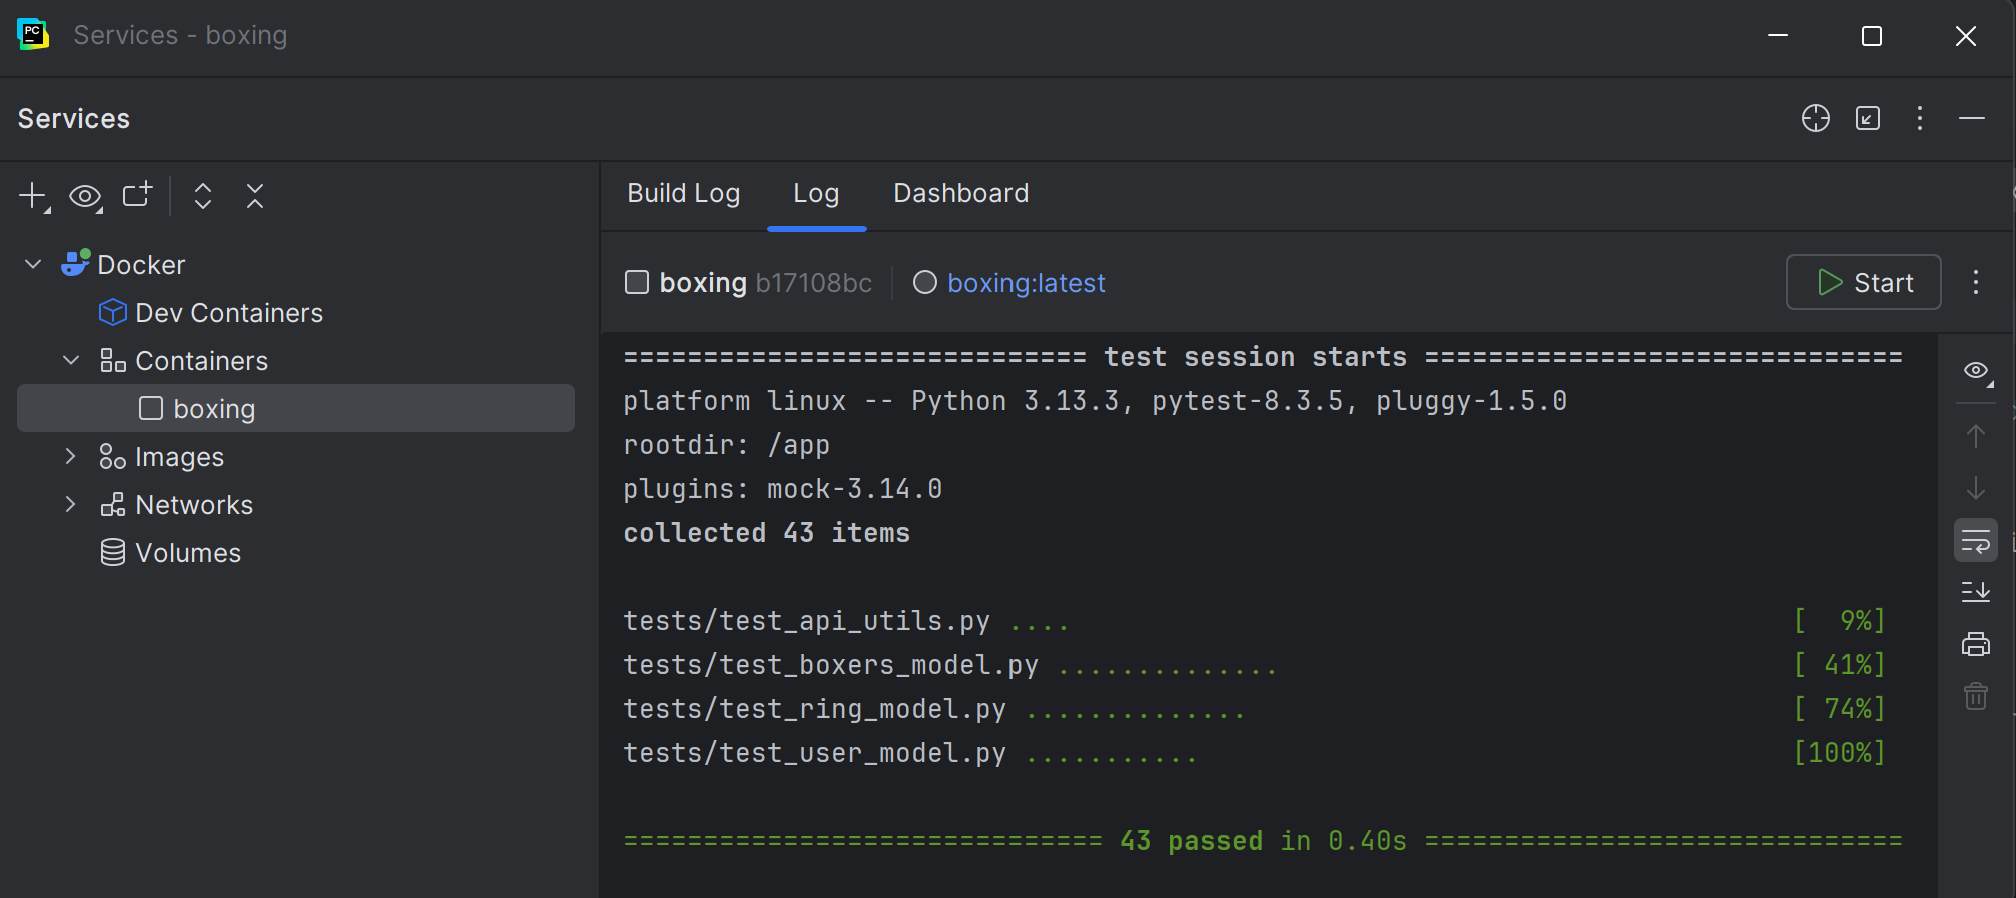 PC
Services - boxing
Services
Build Log Log Dashboard
Docker
Dev Containers
Containers
boxing
Images
Networks
Volumes
boxing b17108bc boxing:latest Start
============================= test session starts ==============================
platform linux -- Python 3.13.3, pytest-8.3.5, pluggy-1.5.0
rootdir: /app
plugins: mock-3.14.0
collected 43 items
tests/test_api_utils.py .... [  9%]
tests/test_boxers_model.py .............. [ 41%]
tests/test_ring_model.py .............. [ 74%]
tests/test_user_model.py ........... [100%]
============================== 43 passed in 0.40s ==============================